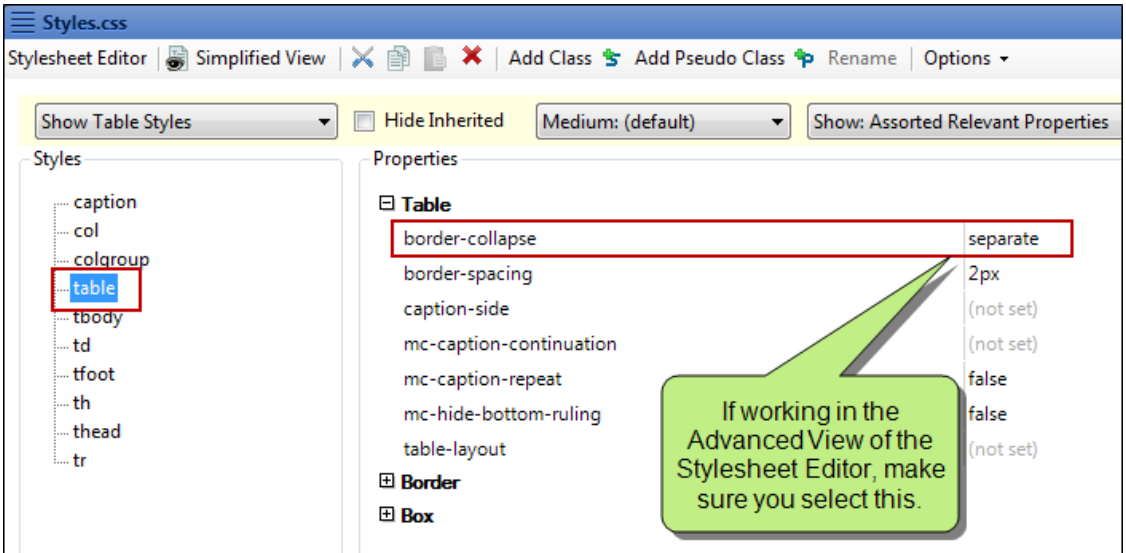 Styles.css
Stylesheet Editor Simplified View Add Class Add Pseudo Class Rename Options
Show Table Styles Hide Inherited Medium: (default) Show: Assorted Relevant Properties
Styles
caption
col
colgroup
table
tbody
td
tfoot
th
thead
tr
Properties
Table
border-collapse separate
border-spacing 2px
caption-side (not set)
mc-caption-continuation (not set)
mc-caption-repeat false
mc-hide-bottom-ruling false
table-layout (not set)
Border
Box
If working in the
Advanced View of the
Stylesheet Editor, make
sure you select this.